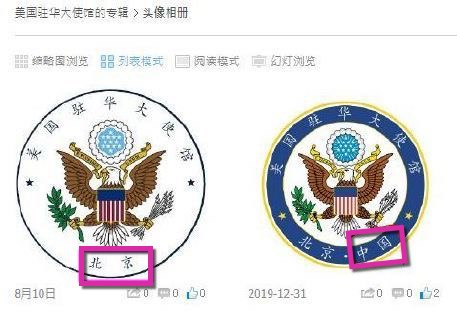 美国驻华大使馆的专辑 > 头像相册
缩略图浏览 列表模式 阅读模式 幻灯浏览
美国驻华大使馆
北京
美国驻华大使馆
北京·中国
8月10日 0 0 0
2019-12-31 0 0 2